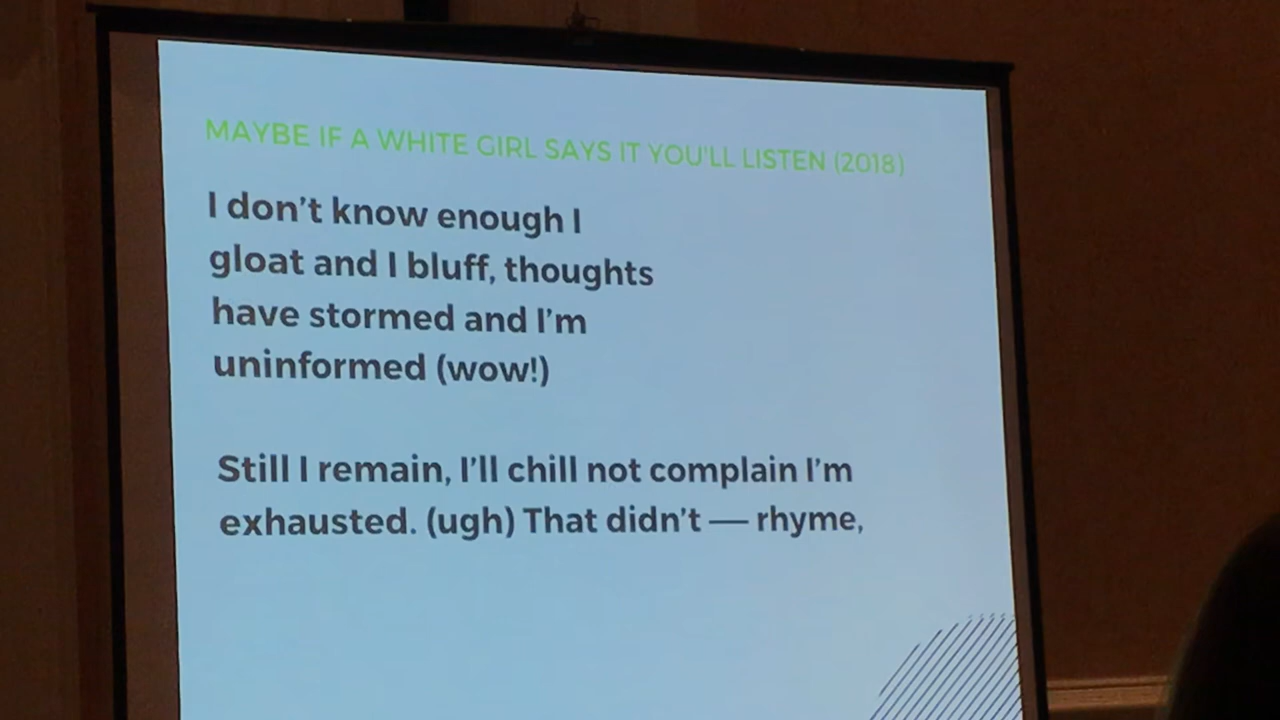 MAYBE IF A WHITE GIRL SAYS IT YOU'LL LISTEN (2018)
I don't know enough I
gloat and I bluff, thoughts
have stormed and I'm
uninformed (wow!)
Still I remain, I'll chill not complain I'm
exhausted. (ugh) That didn't — rhyme,